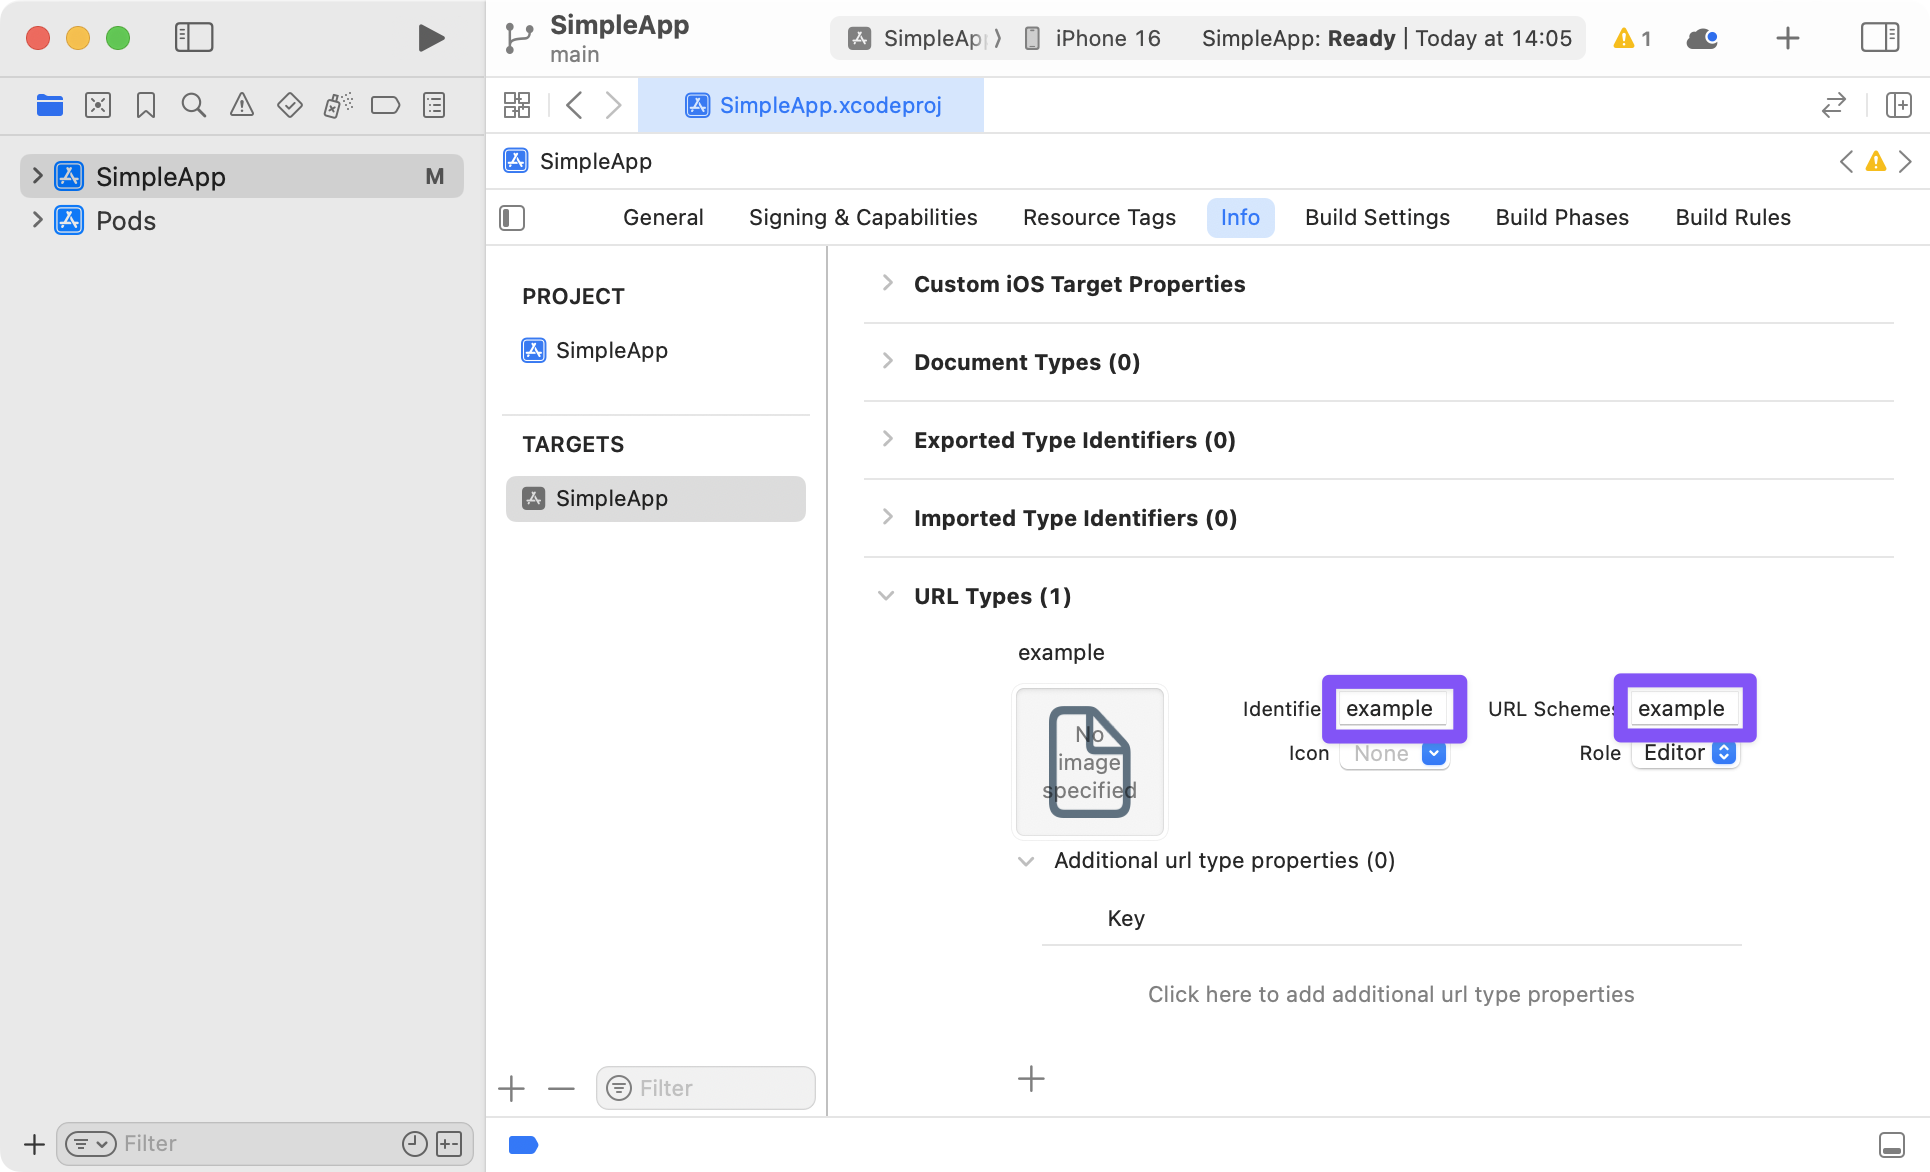 SimpleApp
main
SimpleAp
iPhone 16
SimpleApp: Ready | Today at 14:05
1
SimpleApp.xcodeproj
SimpleApp M
Pods
SimpleApp
General Signing & Capabilities Resource Tags Info Build Settings Build Phases Build Rules
PROJECT
SimpleApp
TARGETS
SimpleApp
Custom iOS Target Properties
Document Types (0)
Exported Type Identifiers (0)
Imported Type Identifiers (0)
URL Types (1)
example
No image specified
Identifie example URL Schemes example
Icon None Role Editor
Additional url type properties (0)
Key
Click here to add additional url type properties
Filter
Filter